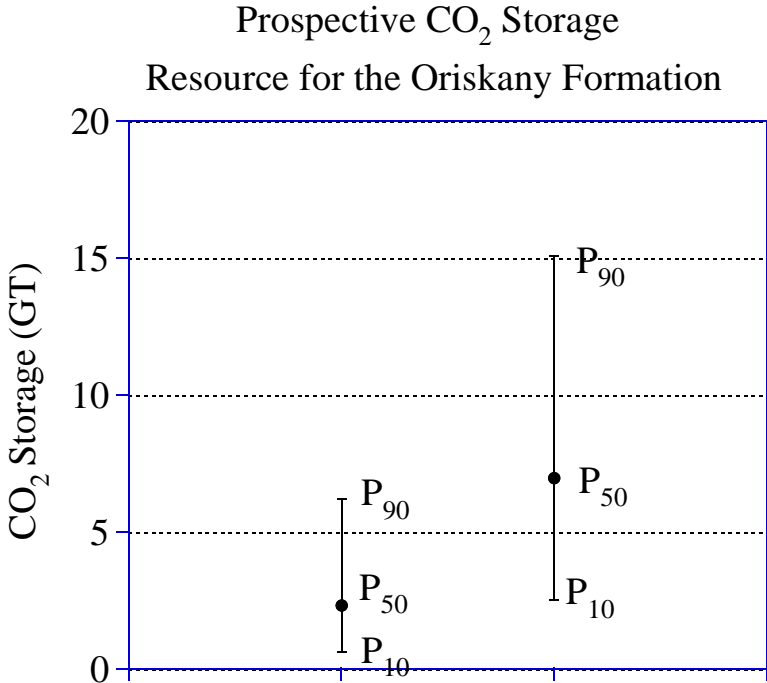 Prospective CO₂ Storage
Resource for the Oriskany Formation
20
15
10
5
0
CO₂ Storage (GT)
P₉₀
P₅₀
P₁₀
P₉₀
P₅₀
P₁₀